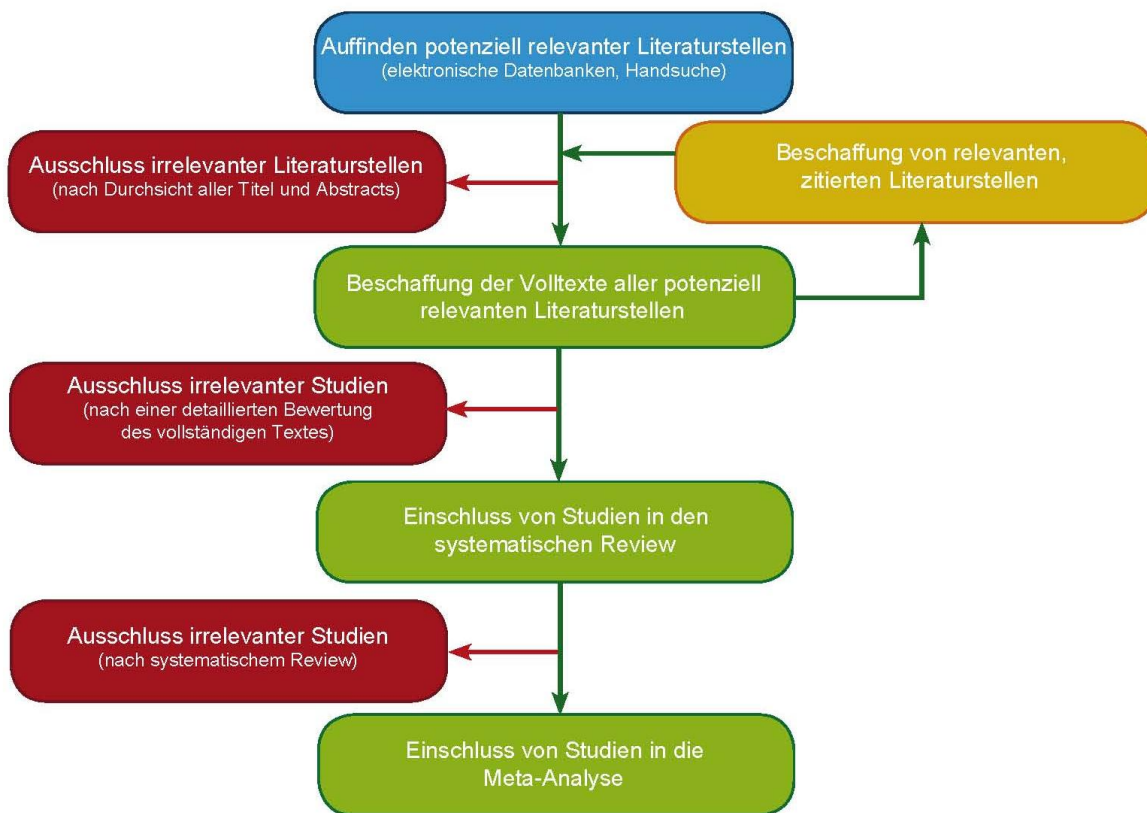 Auffinden potenziell relevanter Literaturstellen
(elektronische Datenbanken, Handsuche)
Ausschluss irrelevanter Literaturstellen
(nach Durchsicht aller Titel und Abstracts)
Beschaffung von relevanten,
zitierten Literaturstellen
Beschaffung der Volltexte aller potenziell
relevanten Literaturstellen
Ausschluss irrelevanter Studien
(nach einer detaillierten Bewertung
des vollständigen Textes)
Einschluss von Studien in den
systematischen Review
Ausschluss irrelevanter Studien
(nach systematischem Review)
Einschluss von Studien in die
Meta-Analyse